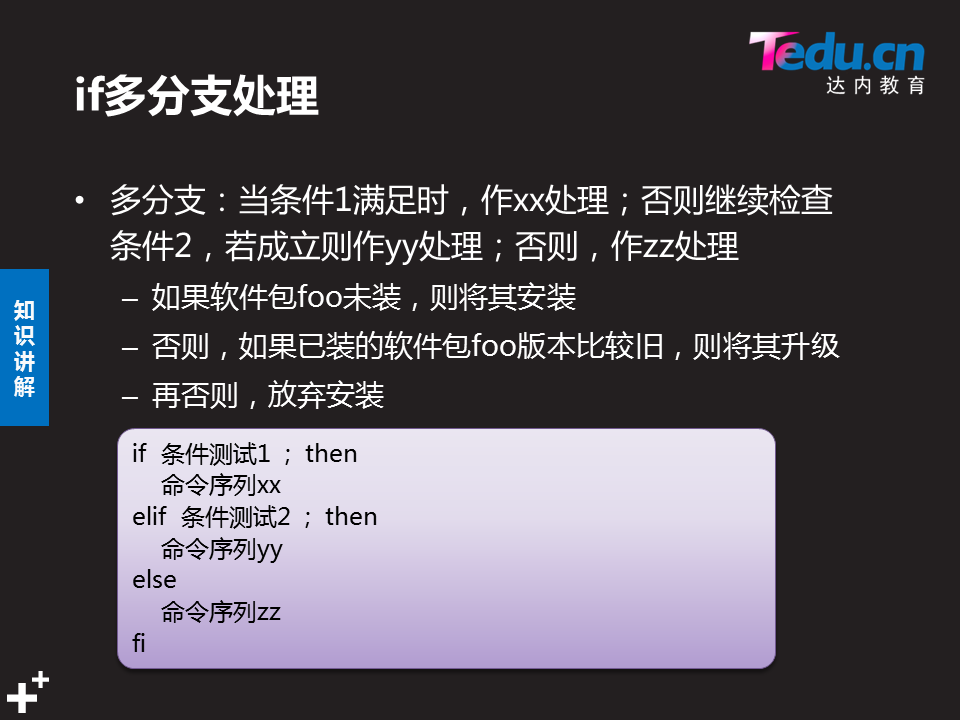 Tedu.cn
达内教育
if多分支处理
• 多分支：当条件1满足时，作xx处理；否则继续检查
条件2，若成立则作yy处理；否则，作zz处理
– 如果软件包foo未装，则将其安装
– 否则，如果已装的软件包foo版本比较旧，则将其升级
– 再否则，放弃安装
知识讲解
if 条件测试1 ; then
命令序列xx
elif 条件测试2 ; then
命令序列yy
else
命令序列zz
fi